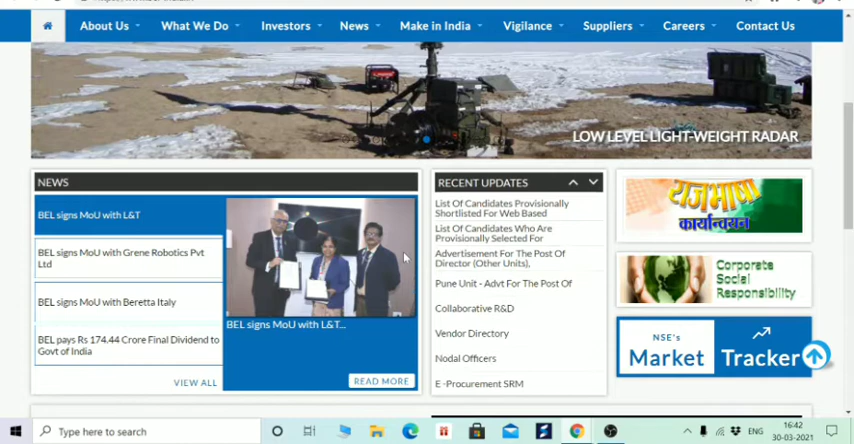 About Us
What We Do
Investors
News
Make in India
Vigilance
Suppliers
Careers
Contact Us
LOW LEVEL LIGHT-WEIGHT RADAR
NEWS
BEL signs MoU with L&T
BEL signs MoU with Grene Robotics Pvt
Ltd
BEL signs MoU with Beretta Italy
BEL pays Rs 174.44 Crore Final Dividend to
Govt of India
VIEW ALL
BEL signs MoU with L&T...
READ MORE
RECENT UPDATES
List Of Candidates Provisionally
Shortlisted For Web Based
List Of Candidates Who Are
Provisionally Selected For
Advertisement For The Post Of
Director (Other Units),
Pune Unit - Advt For The Post Of
Collaborative R&D
Vendor Directory
Nodal Officers
E -Procurement SRM
राजभाषा
कार्यान्वयन
Corporate
Social
Responsibility
NSE's
Market Tracker
Type here to search
ENG
16:42
30-03-2021